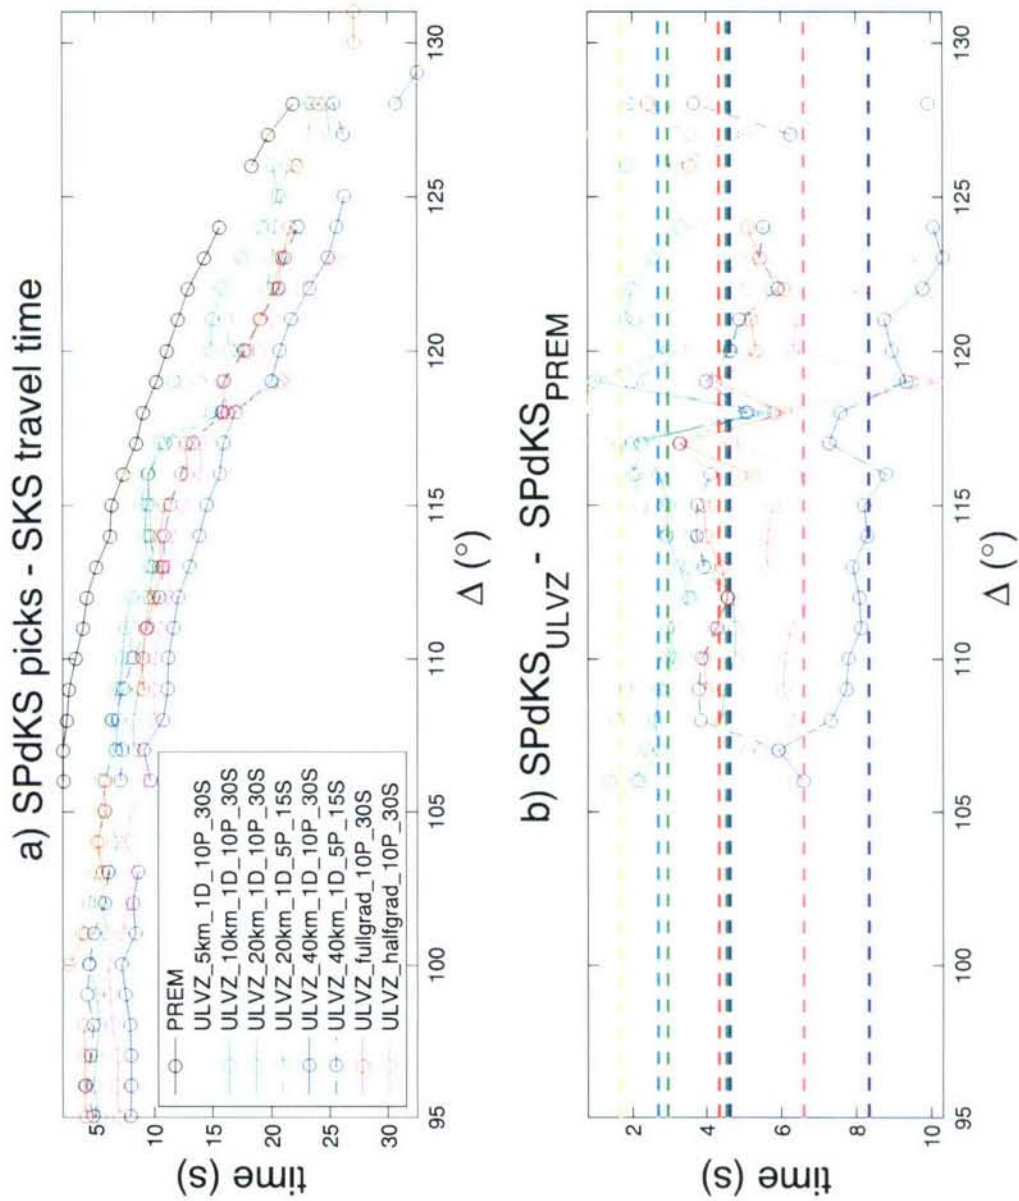 a) SPdKS picks - SKS travel time
time (s)
5
10
15
20
25
30
95
100
105
110
115
120
125
130
Δ (°)
PREM
ULVZ_5km_1D_10P_30S
ULVZ_10km_1D_10P_30S
ULVZ_20km_1D_10P_30S
ULVZ_20km_1D_5P_15S
ULVZ_40km_1D_10P_30S
ULVZ_40km_1D_5P_15S
ULVZ_fullgrad_10P_30S
ULVZ_halfgrad_10P_30S
b) SPdKS_ULVZ - SPdKS_PREM
time (s)
2
4
6
8
10
95
100
105
110
115
120
125
130
Δ (°)